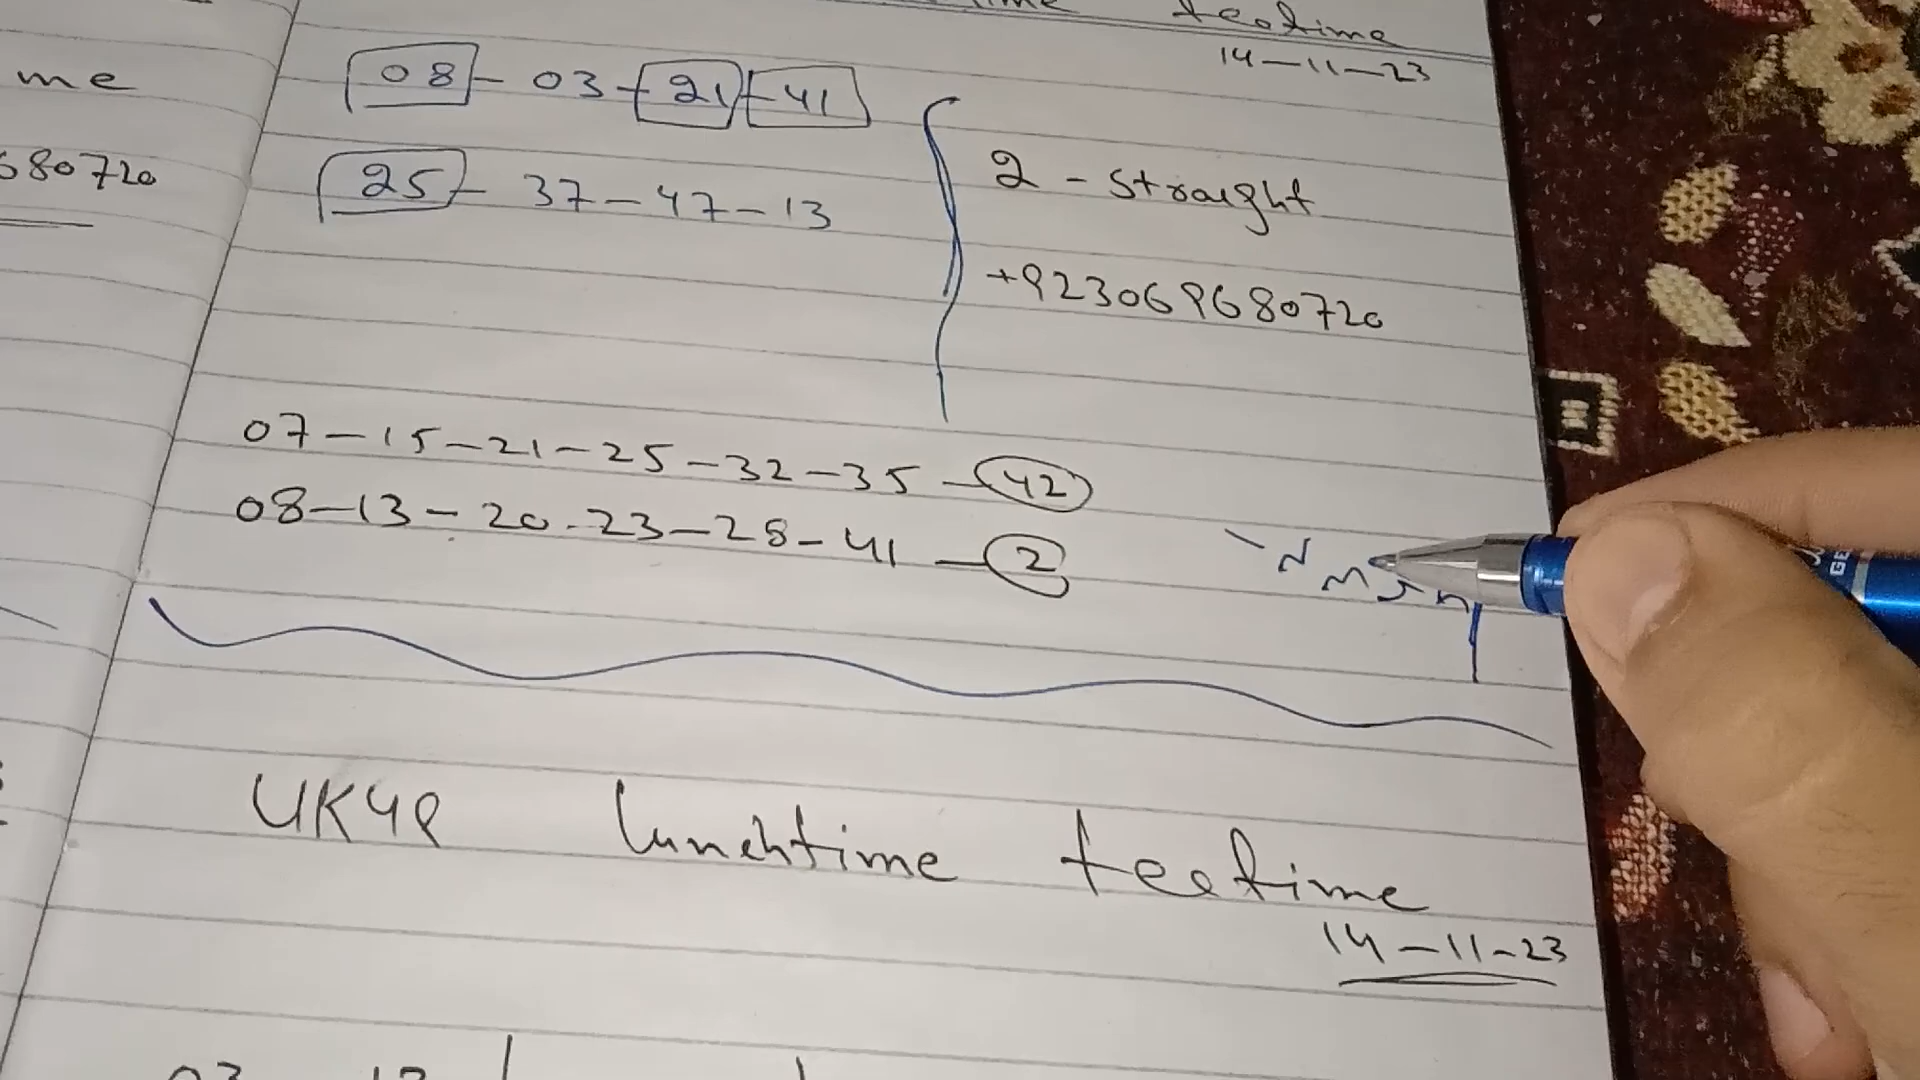 me
680720
teatime
14-11-23
08 - 03 - 21 - 41
25 - 37 - 47 - 13
2 - straight
+923069680720
07-15-21-25-32-35-42
08-13-20-23-28-41-2
UK49 lunchtime teatime
14-11-23